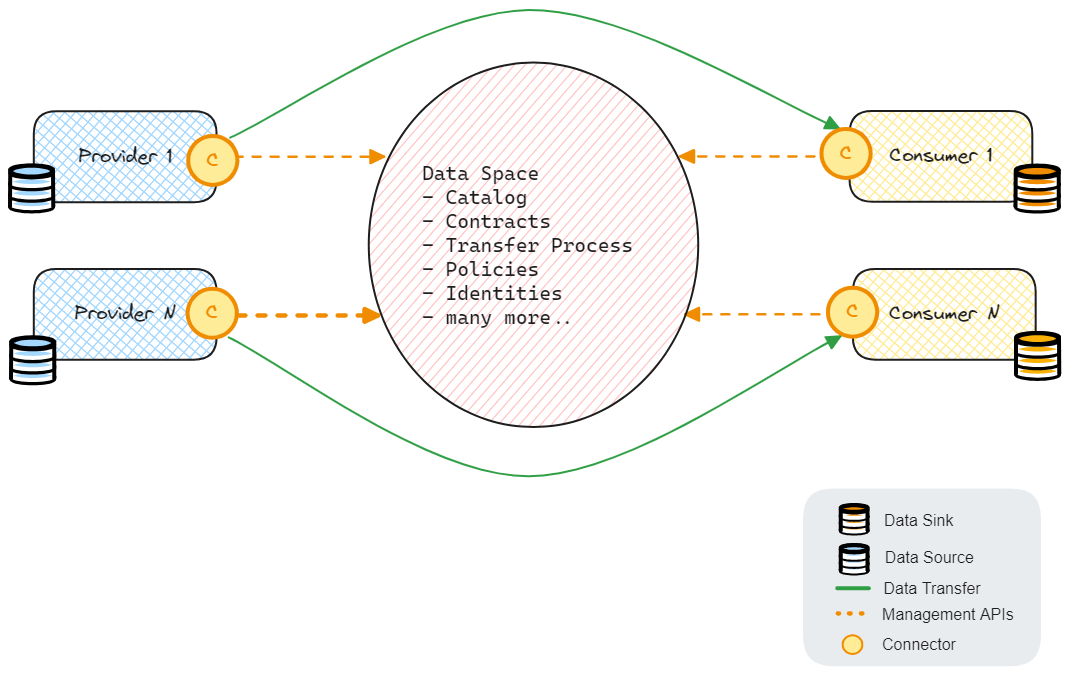 Provider 1
C
C
Consumer 1
Data Space
- Catalog
- Contracts
- Transfer Process
- Policies
- Identities
- many more..
Provider N
C
C
Consumer N
Data Sink
Data Source
Data Transfer
Management APIs
Connector